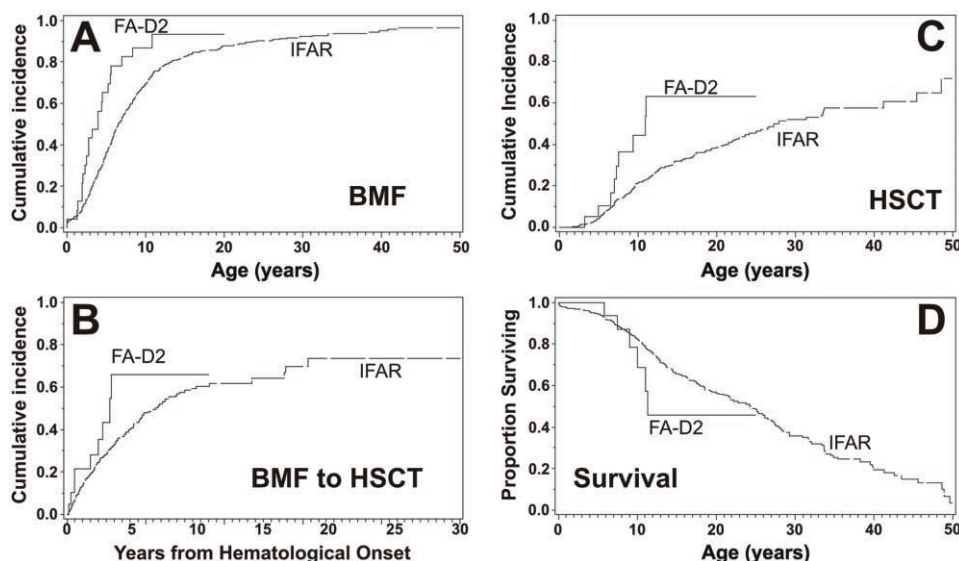 A
FA-D2
IFAR
BMF
Cumulative incidence
1.0
0.8
0.6
0.4
0.2
0.0
0 10 20 30 40 50
Age (years)
B
FA-D2
IFAR
BMF to HSCT
Cumulative incidence
1.0
0.8
0.6
0.4
0.2
0.0
0 5 10 15 20 25 30
Years from Hematological Onset
C
FA-D2
IFAR
HSCT
Cumulative Incidence
1.0
0.8
0.6
0.4
0.2
0.0
0 10 20 30 40 50
Age (years)
D
FA-D2
IFAR
Survival
Proportion Surviving
1.0
0.8
0.6
0.4
0.2
0.0
0 10 20 30 40 50
Age (years)